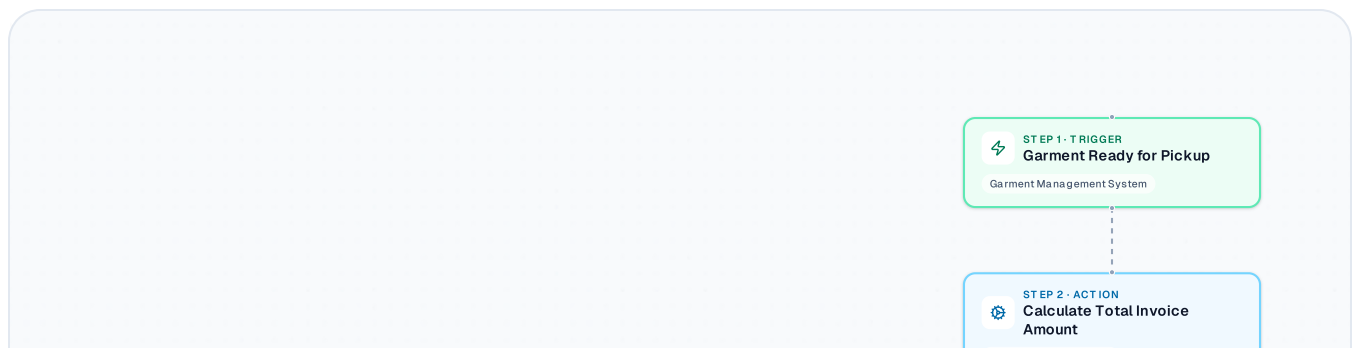 STEP 1 · TRIGGER
Garment Ready for Pickup
Garment Management System
STEP 2 · ACTION
Calculate Total Invoice
Amount